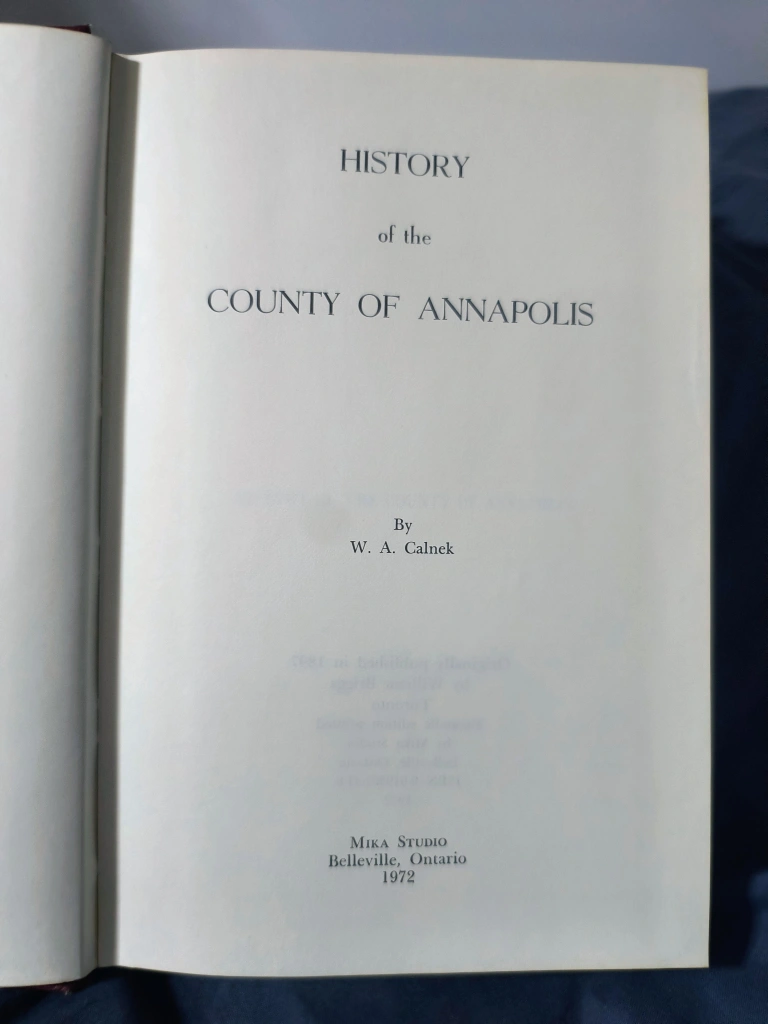 HISTORY
of the
COUNTY OF ANNAPOLIS
By
W. A. Calnek
MIKA STUDIO
Belleville, Ontario
1972